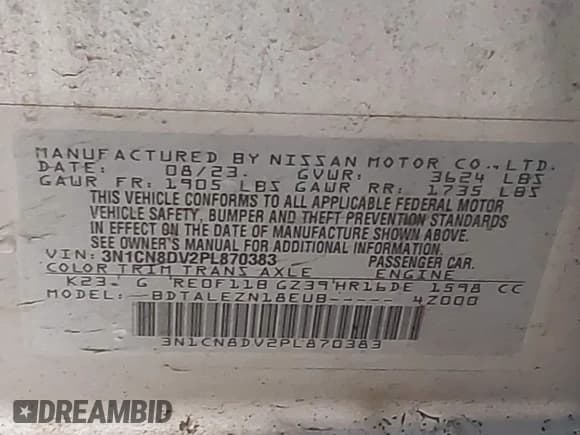 MANUFACTURED BY NISSAN MOTOR CO., LTD.
DATE: 08/23. GVWR: 3624 LBS
GAWR FR: 1905 LBS GAWR RR: 1735 LBS
THIS VEHICLE CONFORMS TO ALL APPLICABLE FEDERAL MOTOR
VEHICLE SAFETY, BUMPER AND THEFT PREVENTION STANDARDS
IN EFFECT ON THE DATE OF MANUFACTURE SHOWN ABOVE.
SEE OWNER'S MANUAL FOR ADDITIONAL INFORMATION.
VIN: 3N1CN8DV2PL870383 PASSENGER CAR.
COLOR TRIM TRANS AXLE ENGINE
K23- G RE0F11B GZ39 HR16DE 1598 CC
MODEL: BDTALEZN18EUB----- 4Z000
3N1CN8DV2PL870383
DREAMBID